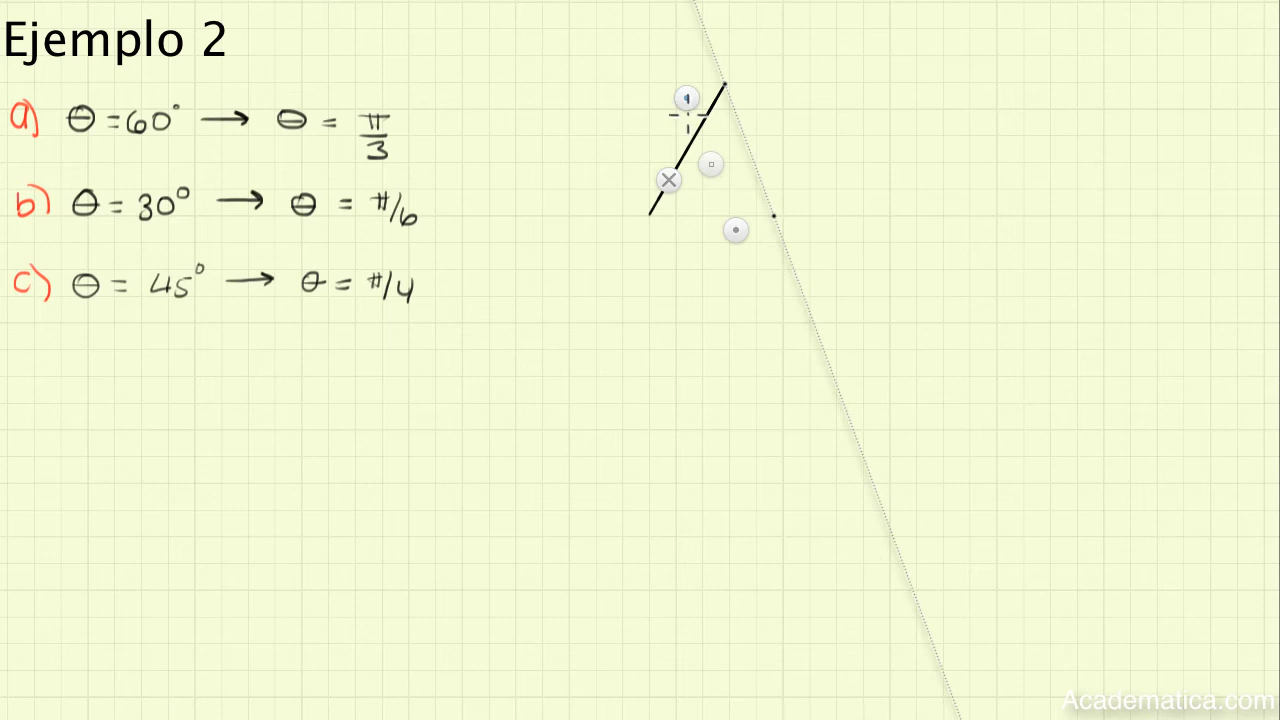 Ejemplo 2
a) θ = 60° → θ = π/3
b) θ = 30° → θ = π/6
c) θ = 45° → θ = π/4
Academatica.com